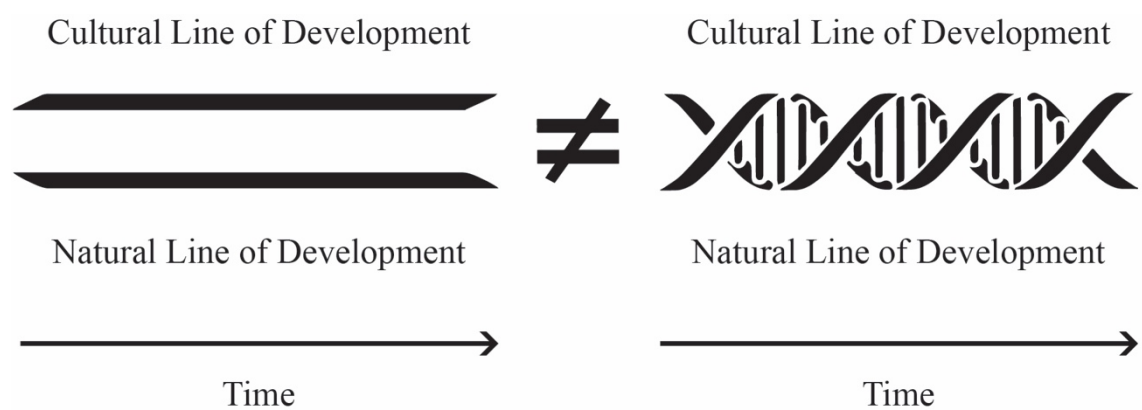 Cultural Line of Development
Cultural Line of Development
≠
Natural Line of Development
Natural Line of Development
Time
Time